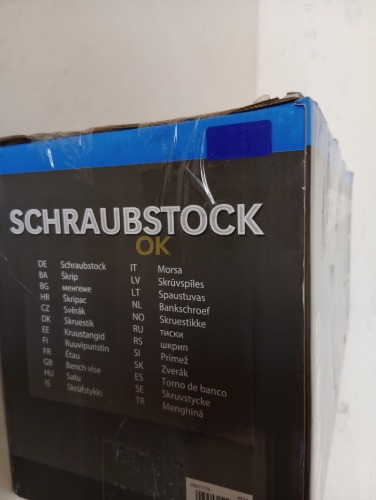 SCHRAUBSTOCK
OK
DE Schraubstock
BA Škrip
BG менгеме
HR Škripac
CZ Svěrák
DK Skruestik
EE Kruustangid
FI Ruuvipuristin
FR Étau
GB Bench vise
HU Satu
IS Skrúfstykki
IT Morsa
LV Skrūvspīles
LT Spaustuvas
NL Bankschroef
NO Skruestikke
RU тиски
RS шкрип
SI Primež
SK Zverák
ES Torno de banco
SE Skruvstycke
TR Menghină